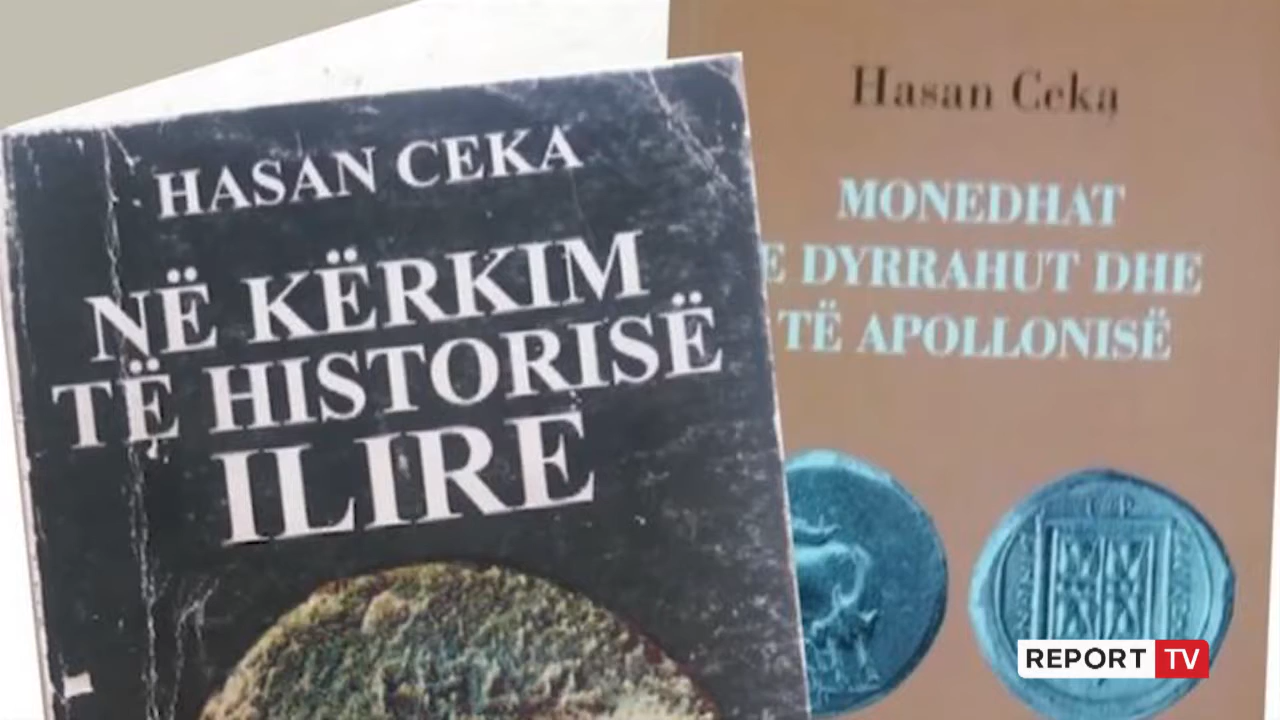 HASAN CEKA
NË KËRKIM
TË HISTORISË
ILIRE
Hasan Ceka
MONEDHAT
E DYRRAHUT DHE
TË APOLLONISË
REPORT TV